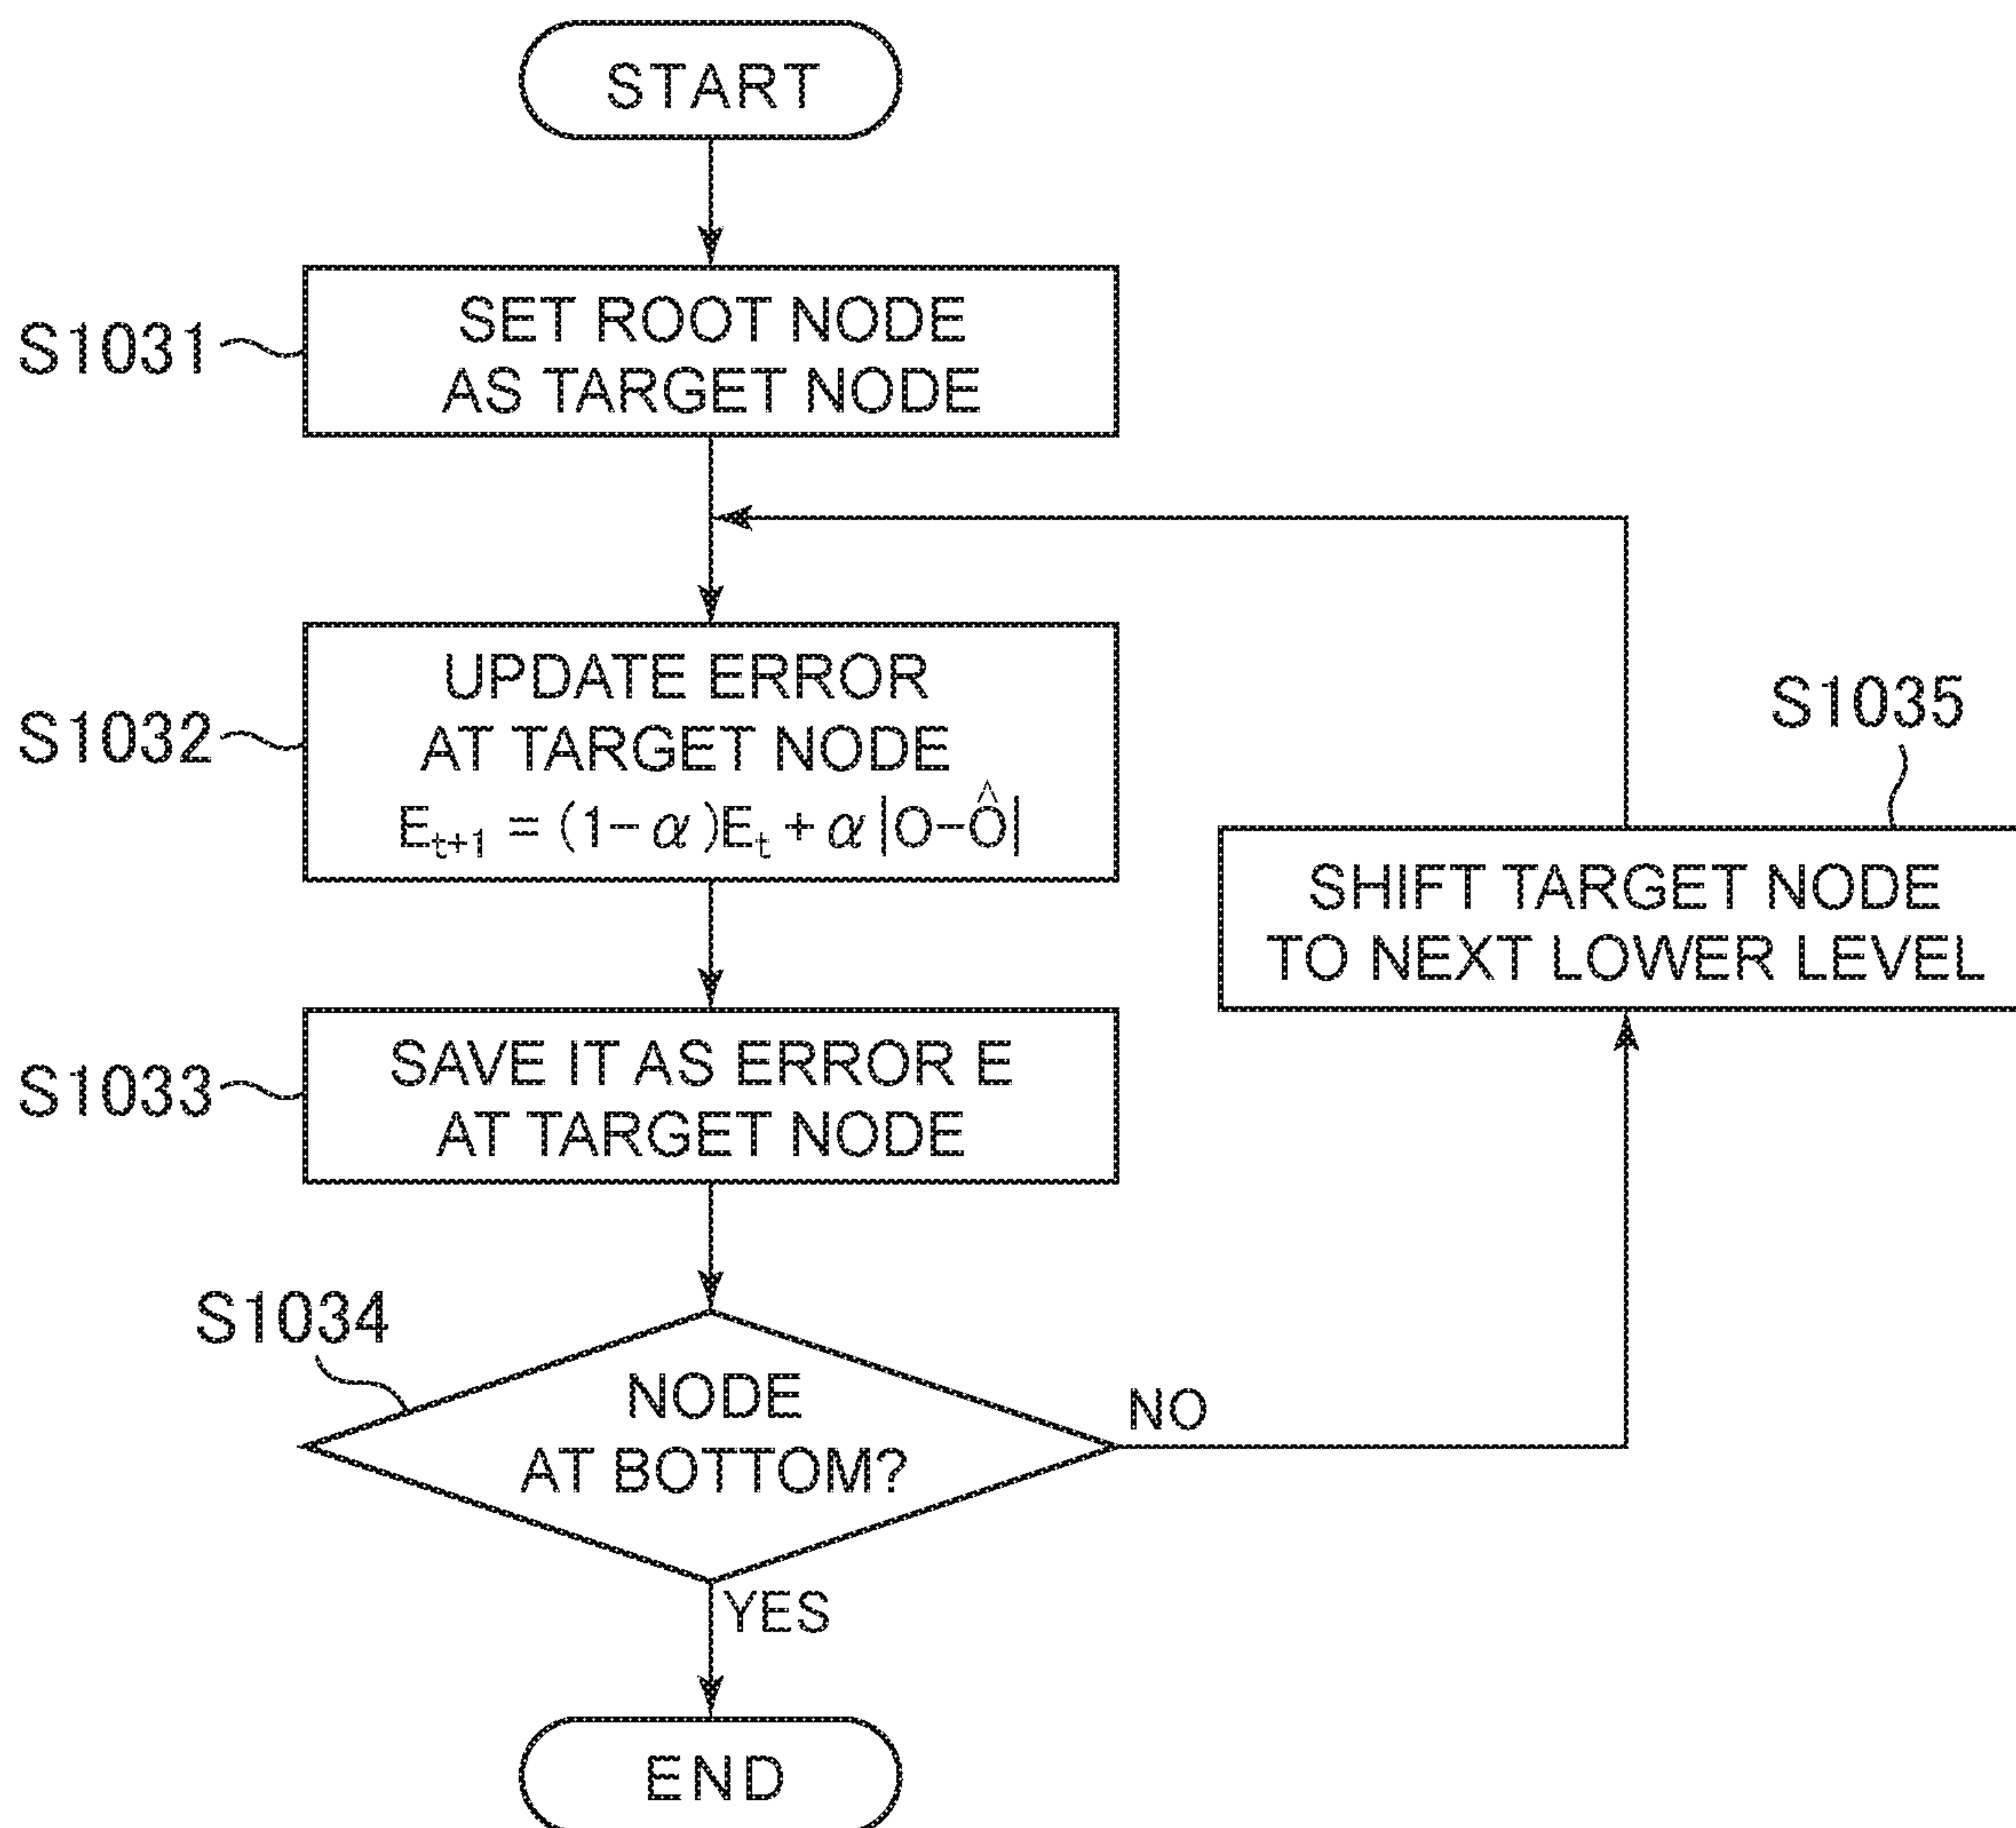 START
S1031
SET ROOT NODE
AS TARGET NODE
S1032
UPDATE ERROR
AT TARGET NODE
E_{t+1} = (1-α)E_t + α|O-Ô|
S1035
SHIFT TARGET NODE
TO NEXT LOWER LEVEL
S1033
SAVE IT AS ERROR E
AT TARGET NODE
S1034
NODE
AT BOTTOM?
NO
YES
END